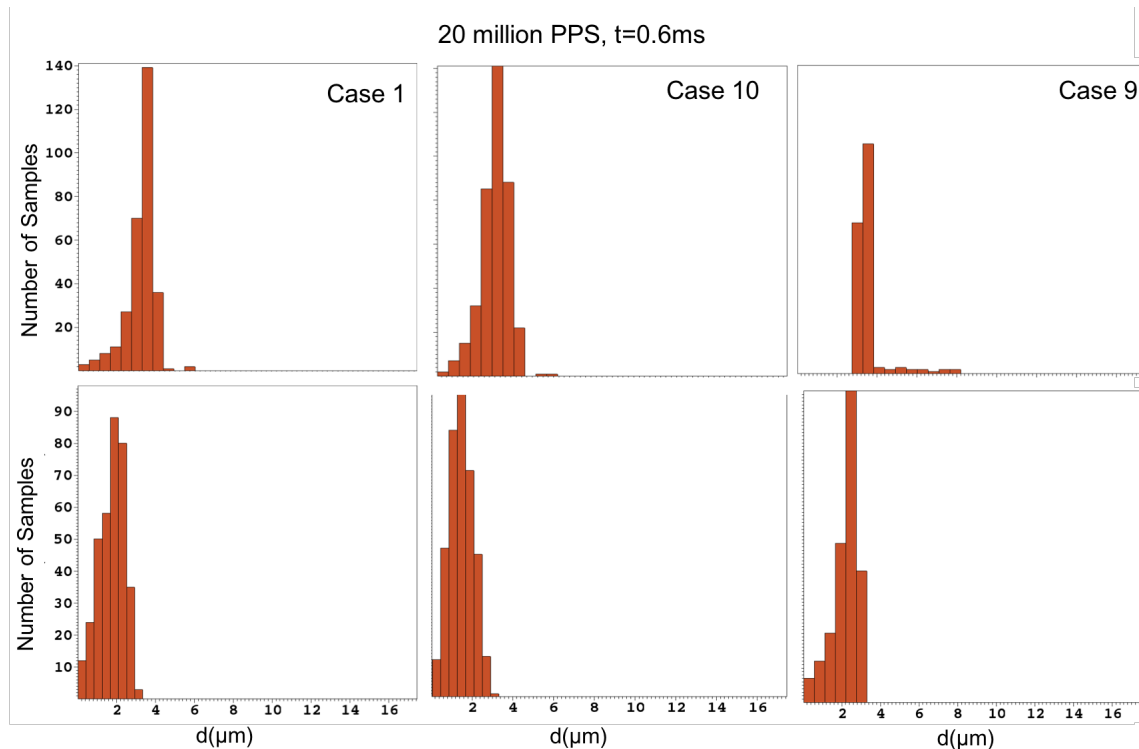 20 million PPS, t=0.6ms
Case 1
Case 10
Case 9
Number of Samples
140
120
100
80
60
40
20
Number of Samples
90
80
70
60
50
40
30
20
10
2 4 6 8 10 12 14 16
2 4 6 8 10 12 14 16
2 4 6 8 10 12 14 16
d(μm)
d(μm)
d(μm)